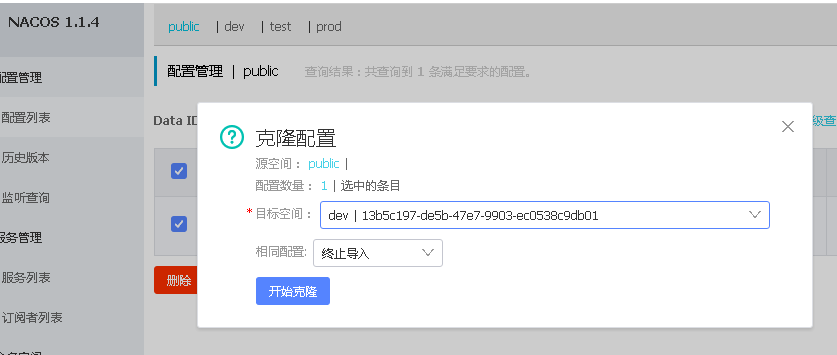 NACOS 1.1.4
public | dev | test | prod
配置管理 | public 查询结果：共查询到 1 条满足要求的配置。
配置管理
配置列表
历史版本
监听查询
服务管理
服务列表
订阅者列表
Data ID
级查
克隆配置
源空间： public |
配置数量： 1 | 选中的条目
* 目标空间： dev | 13b5c197-de5b-47e7-9903-ec0538c9db01
相同配置: 终止导入
开始克隆
删除